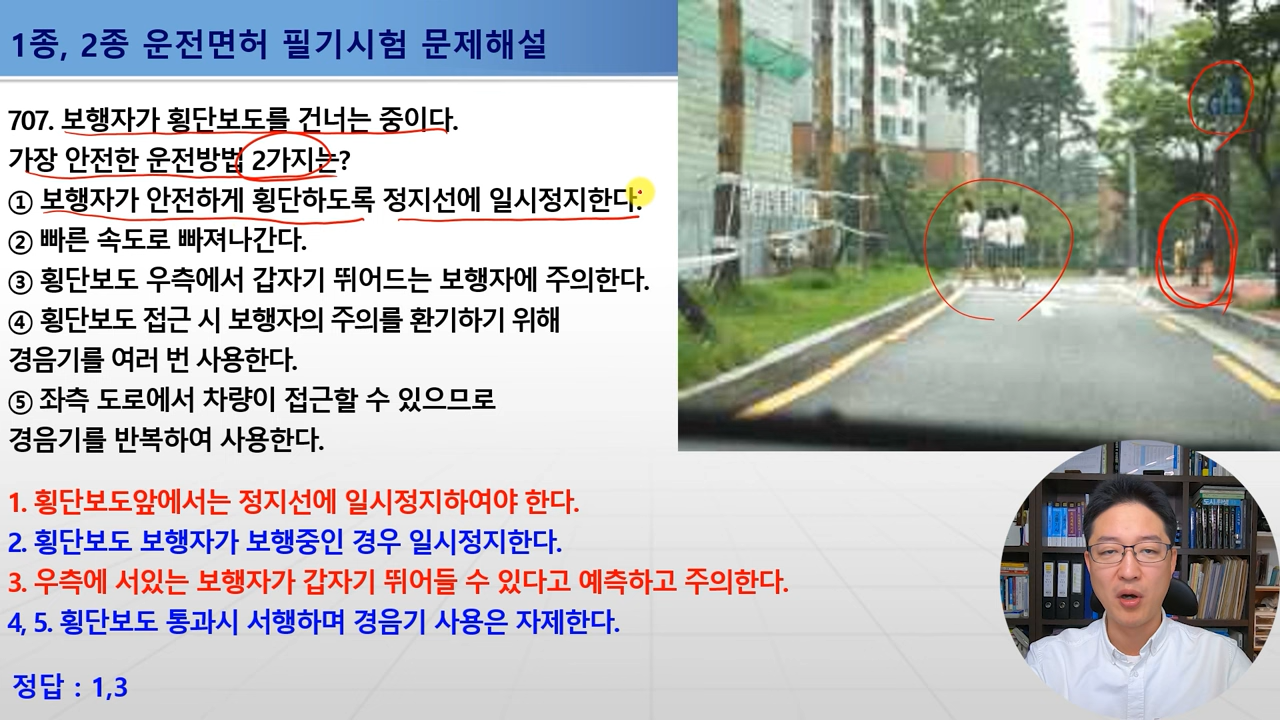 1종, 2종 운전면허 필기시험 문제해설
707. 보행자가 횡단보도를 건너는 중이다.
가장 안전한 운전방법 2가지는?
① 보행자가 안전하게 횡단하도록 정지선에 일시정지한다.
② 빠른 속도로 빠져나간다.
③ 횡단보도 우측에서 갑자기 뛰어드는 보행자에 주의한다.
④ 횡단보도 접근 시 보행자의 주의를 환기하기 위해
경음기를 여러 번 사용한다.
⑤ 좌측 도로에서 차량이 접근할 수 있으므로
경음기를 반복하여 사용한다.
1. 횡단보도앞에서는 정지선에 일시정지하여야 한다.
2. 횡단보도 보행자가 보행중인 경우 일시정지한다.
3. 우측에 서있는 보행자가 갑자기 뛰어들 수 있다고 예측하고 주의한다.
4, 5. 횡단보도 통과시 서행하며 경음기 사용은 자제한다.
정답 : 1,3